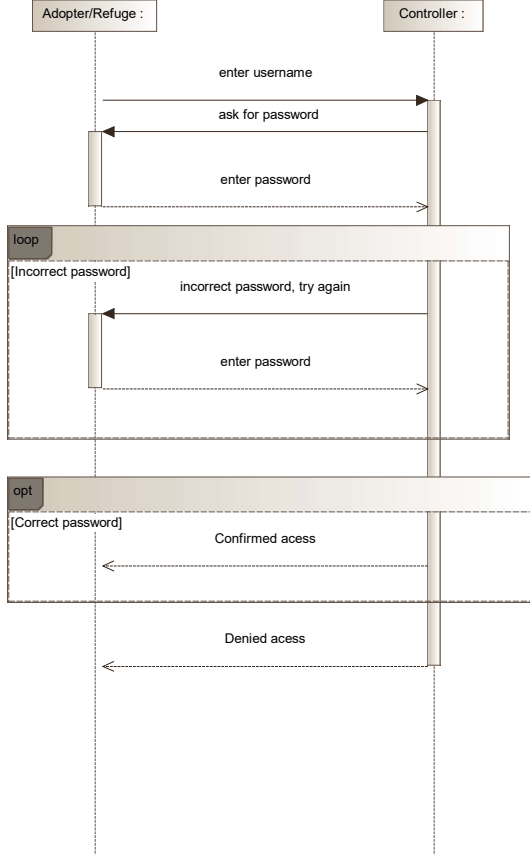 Adopter/Refuge :
Controller :
enter username
ask for password
enter password
loop
[Incorrect password]
incorrect password, try again
enter password
opt
[Correct password]
Confirmed acess
Denied acess